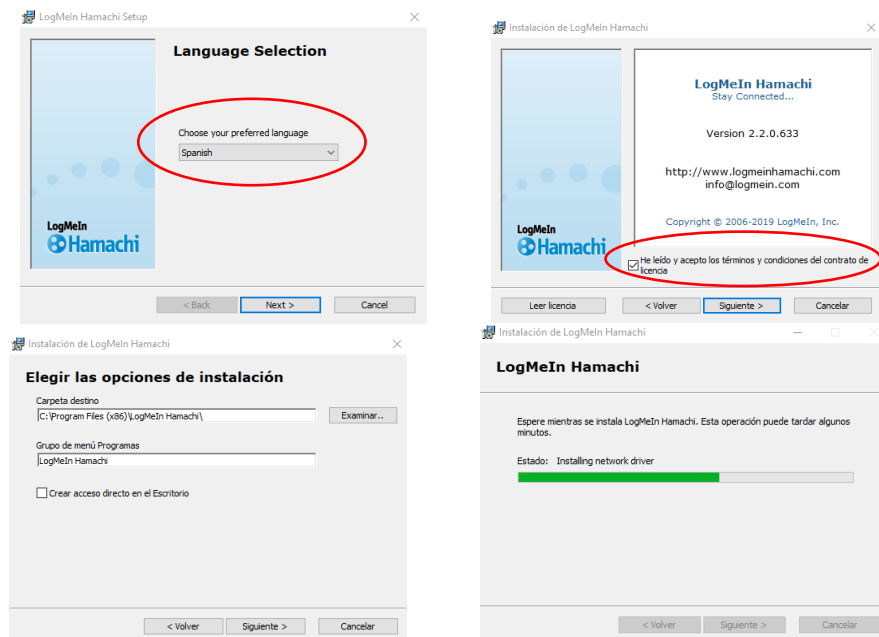 LogMeIn Hamachi Setup
Language Selection
Choose your preferred language
Spanish
LogMeIn
Hamachi
< Back
Next >
Cancel
Instalación de LogMeIn Hamachi
LogMeIn Hamachi
Stay Connected...
Version 2.2.0.633
http://www.logmeinhamachi.com
info@logmein.com
Copyright © 2006-2019 LogMeIn, Inc.
LogMeIn
Hamachi
He leído y acepto los términos y condiciones del contrato de
licencia
Leer licencia
< Volver
Siguiente >
Cancelar
Instalación de LogMeIn Hamachi
Elegir las opciones de instalación
Carpeta destino
C:\Program Files (x86)\LogMeIn Hamachi\
Examinar..
Grupo de menú Programas
LogMeIn Hamachi
Crear acceso directo en el Escritorio
< Volver
Siguiente >
Cancelar
Instalación de LogMeIn Hamachi
LogMeIn Hamachi
Espere mientras se instala LogMeIn Hamachi. Esta operación puede tardar algunos
minutos.
Estado: Installing network driver
< Volver
Siguiente >
Cancelar